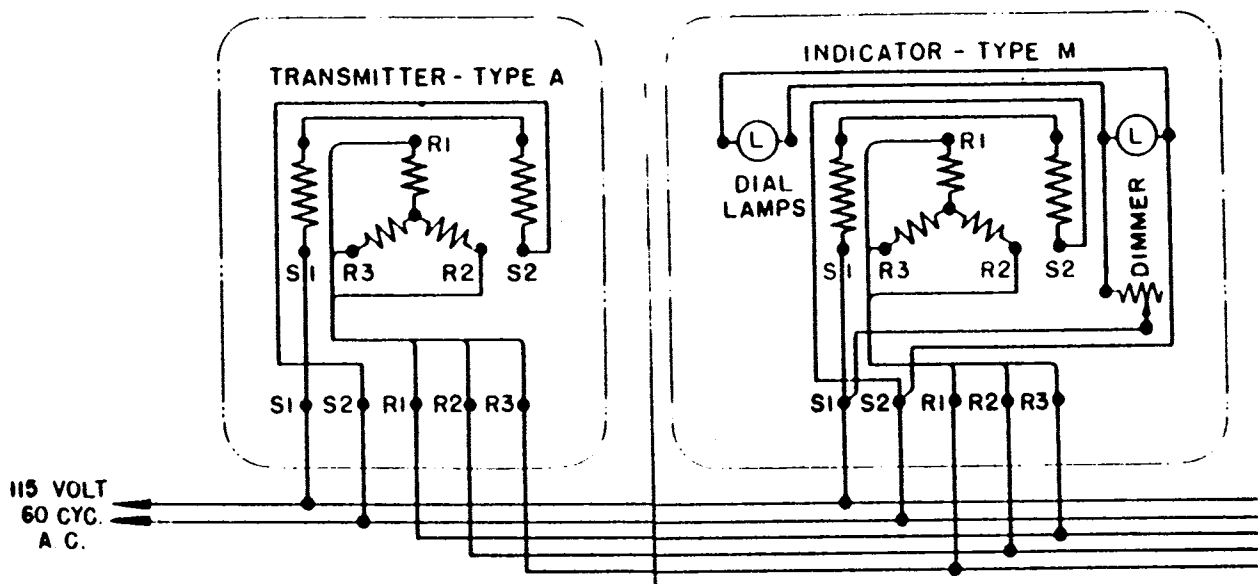 TRANSMITTER - TYPE A
R1
S1 R3 R2 S2
S1 S2 R1 R2 R3
INDICATOR - TYPE M
L
L
DIAL
LAMPS
R1
DIMMER
S1 R3 R2 S2
S1 S2 R1 R2 R3
115 VOLT
60 CYC.
A C.